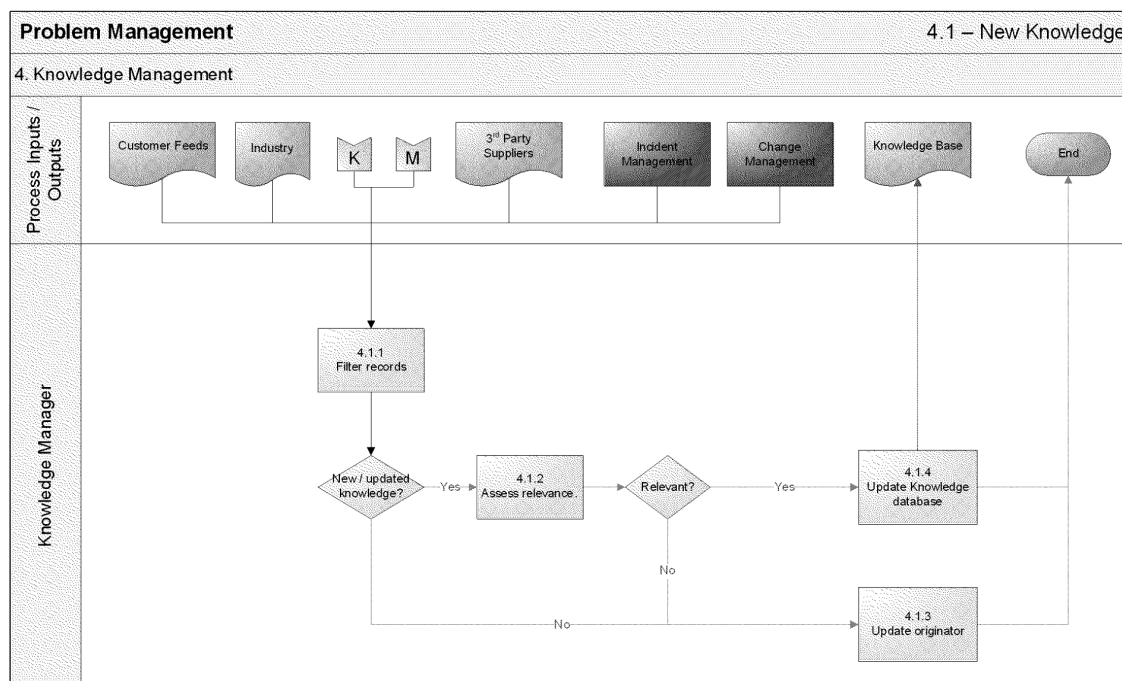 Problem Management
4.1 – New Knowledge
4. Knowledge Management
Process Inputs /
Outputs
Customer Feeds
Industry
K
M
3rd Party
Suppliers
Incident
Management
Change
Management
Knowledge Base
End
Knowledge Manager
4.1.1
Filter records
New / updated
knowledge?
Yes
4.1.2
Assess relevance.
Relevant?
Yes
4.1.4
Update Knowledge
database
No
No
4.1.3
Update originator